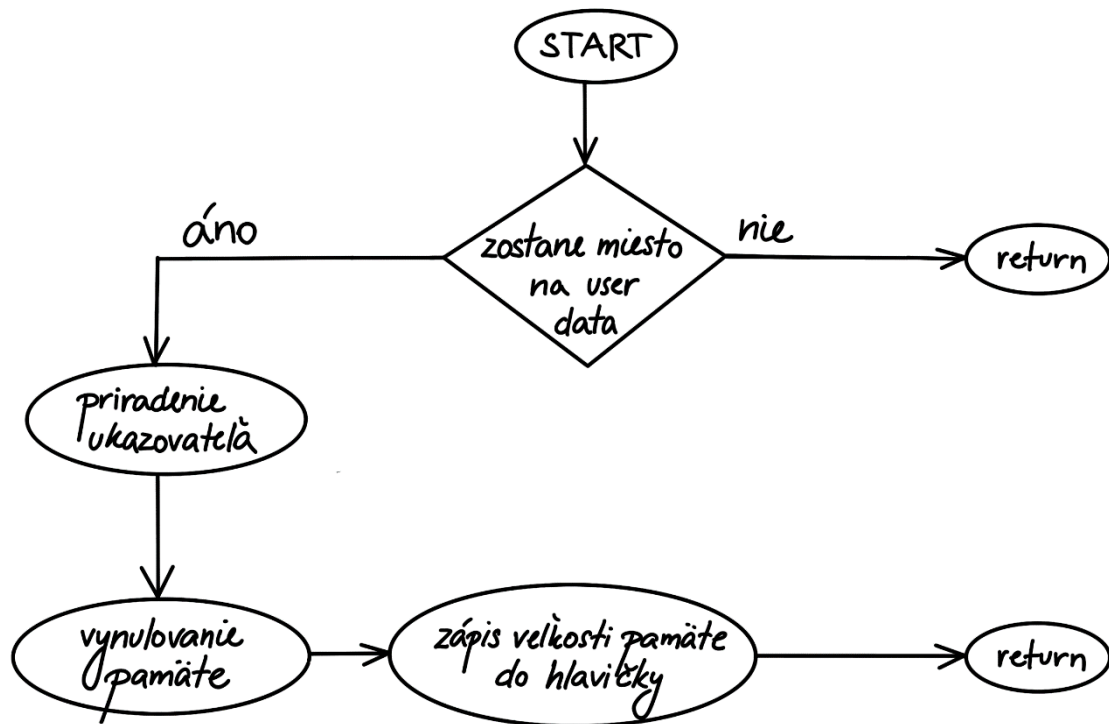 START
áno
zostane miesto
na user
data
nie
return
priradenie
ukazovateľa
vynulovanie
pamäte
zápis veľkosti pamäte
do hlavičky
return